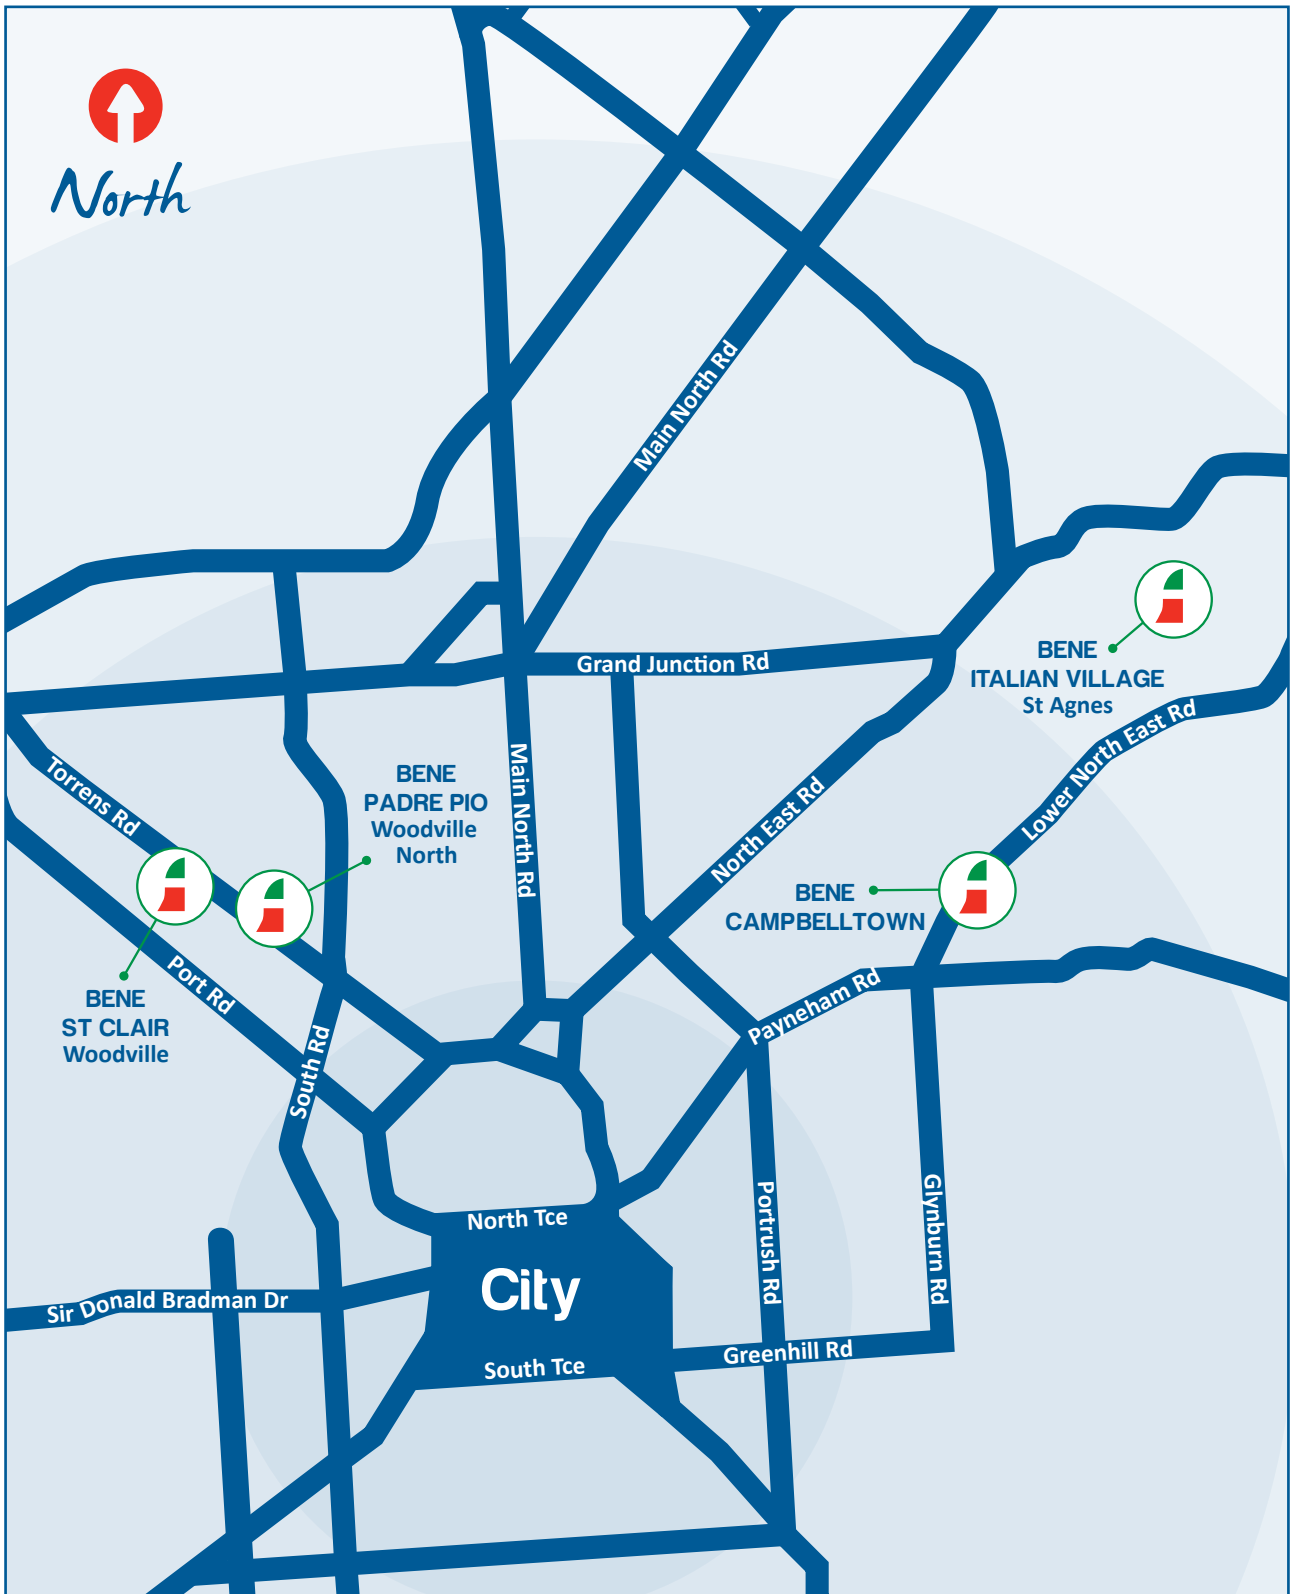 North
Main North Rd
Grand Junction Rd
BENE
ITALIAN VILLAGE
St Agnes
Lower North East Rd
Torrens Rd
BENE
PADRE PIO
Woodville
North
Main North Rd
North East Rd
BENE
CAMPBELLTOWN
Port Rd
BENE
ST CLAIR
Woodville
South Rd
Payneham Rd
North Tce
Portrush Rd
Glynburn Rd
City
Sir Donald Bradman Dr
South Tce
Greenhill Rd